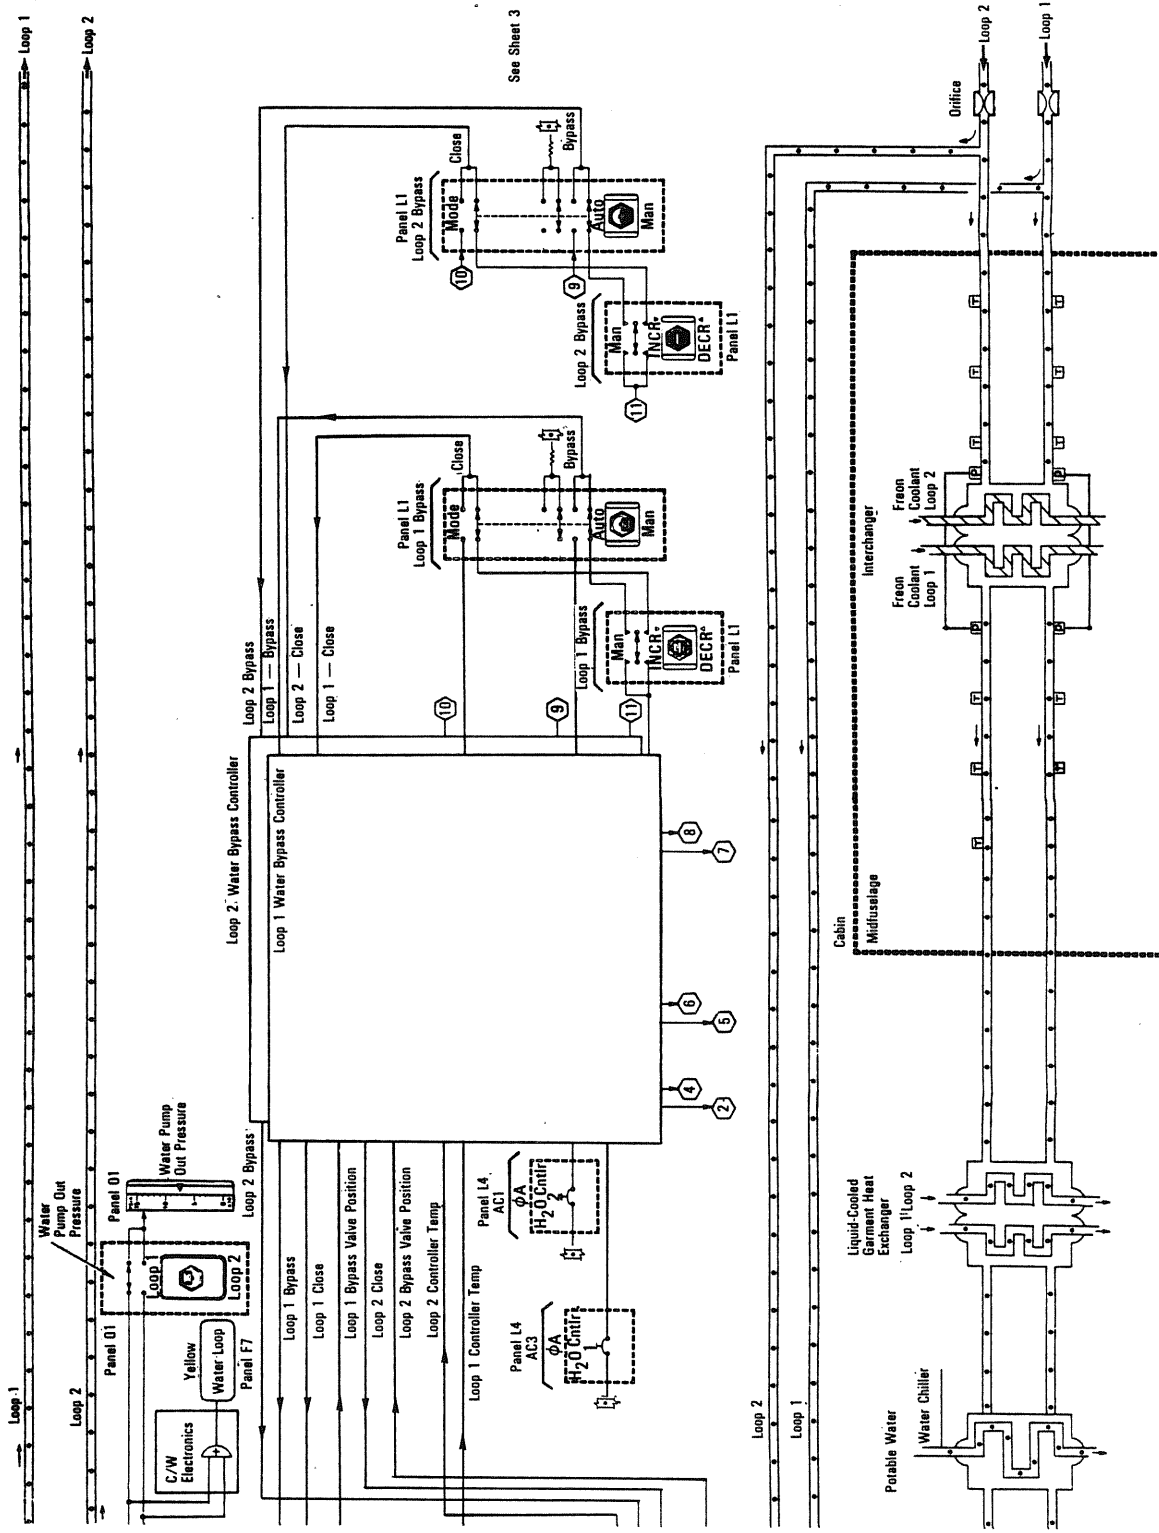 Loop 1
Loop 2
Loop 1
Loop 2
Water
Pump Out
Pressure
Panel O1
Loop 1
Loop 2
Panel O1
Water Pump
Out Pressure
Yellow
Water Loop
Panel F7
C/W
Electronics
Loop 2 Bypass
Loop 1 Bypass
Loop 1 Close
Loop 1 Bypass Valve Position
Loop 2 Close
Loop 2 Bypass Valve Position
Loop 2 Controller Temp
Loop 1 Controller Temp
Panel L4
AC1
ϕA
H2O Cntlr
2
Panel L4
AC3
ϕA
H2O Cntlr
1
Loop 2 Water Bypass Controller
Loop 1 Water Bypass Controller
2
4
5
6
7
8
Loop 2 Bypass
Loop 1 — Bypass
Loop 2 — Close
Loop 1 — Close
10
9
11
Panel L1
Loop 1 Bypass
Mode
Auto
Man
Close
Bypass
Loop 1 Bypass
Man
INCR
DECR
Panel L1
Panel L1
Loop 2 Bypass
Mode
Auto
Man
Close
Bypass
10
9
Loop 2 Bypass
Man
INCR
DECR
Panel L1
11
See Sheet 3
Loop 2
Loop 1
Cabin
Midfuselage
Potable Water
Water Chiller
Liquid-Cooled
Garment Heat
Exchanger
Loop 1
Loop 2
Interchanger
Freon
Coolant
Loop 1
Freon
Coolant
Loop 2
T
T
T
T
T
P
P
T
T
T
T
T
P
P
Orifice
Loop 2
Loop 1